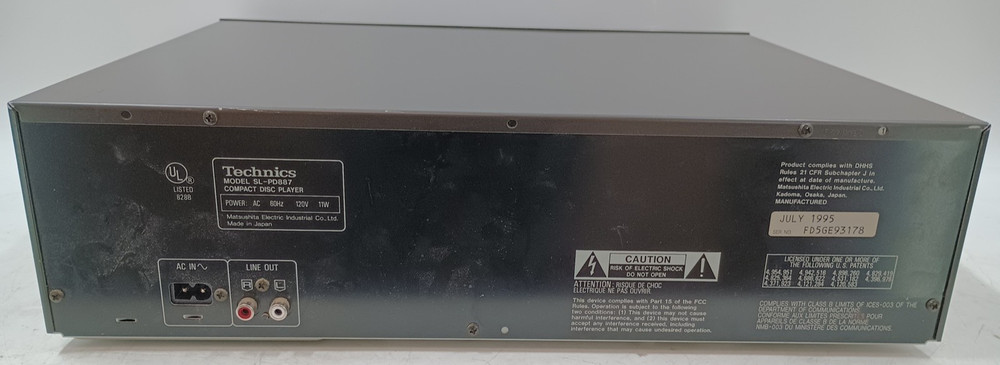 UL
LISTED
828B
Technics
MODEL SL-PD887
COMPACT DISC PLAYER
POWER: AC 60Hz 120V 11W
Matsushita Electric Industrial Co.,Ltd.
Made in Japan
AC IN
LINE OUT
R L
CAUTION
RISK OF ELECTRIC SHOCK
DO NOT OPEN
ATTENTION: RISQUE DE CHOC
ELECTRIQUE NE PAS OUVRIR.
This device complies with Part 15 of the FCC
Rules. Operation is subject to the following
two conditions: (1) This device may not cause
harmful interference, and (2) this device must
accept any interference received, including
interference that may cause undesired operation.
Product complies with DHHS
Rules 21 CFR Subchapter J in
effect at date of manufacture.
Matsushita Electric Industrial Co., Ltd.
Kadoma, Osaka, Japan.
MANUFACTURED
JULY 1995
SER NO. FD5GE93178
LICENSED UNDER ONE OR MORE OF
THE FOLLOWING U.S. PATENTS
COMPLIES WITH CLASS B LIMITS OF ICES-003 OF THE
DEPARTMENT OF COMMUNICATIONS.
CONFORME AUX LIMITES PRESCRITES POUR
APPAREILS DE CLASSE B DE LA NORME
NMB-003 DU MINISTERE DES COMMUNICATIONS.